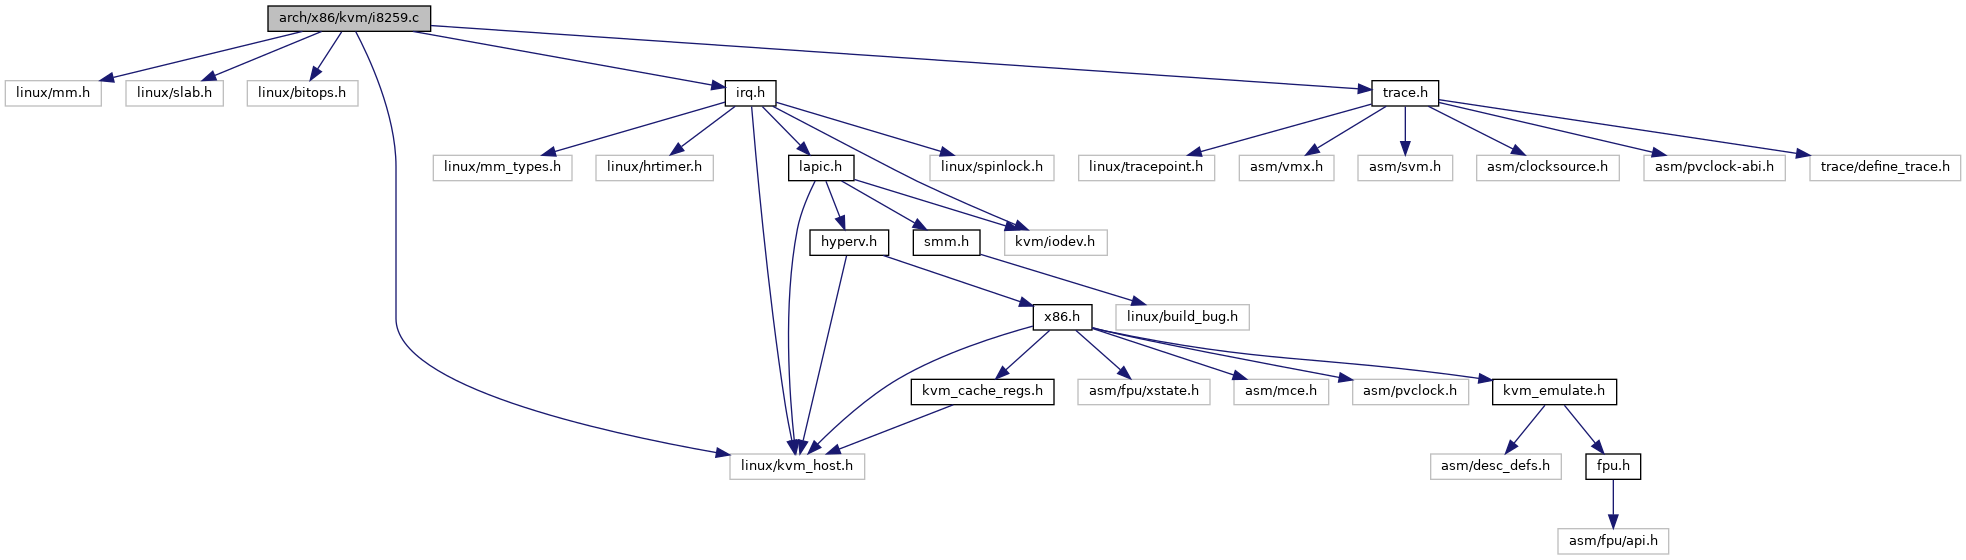 arch/x86/kvm/i8259.c
linux/mm.h
linux/slab.h
linux/bitops.h
irq.h
trace.h
linux/mm_types.h
linux/hrtimer.h
lapic.h
linux/spinlock.h
linux/tracepoint.h
asm/vmx.h
asm/svm.h
asm/clocksource.h
asm/pvclock-abi.h
trace/define_trace.h
hyperv.h
smm.h
kvm/iodev.h
x86.h
linux/build_bug.h
kvm_cache_regs.h
asm/fpu/xstate.h
asm/mce.h
asm/pvclock.h
kvm_emulate.h
linux/kvm_host.h
asm/desc_defs.h
fpu.h
asm/fpu/api.h